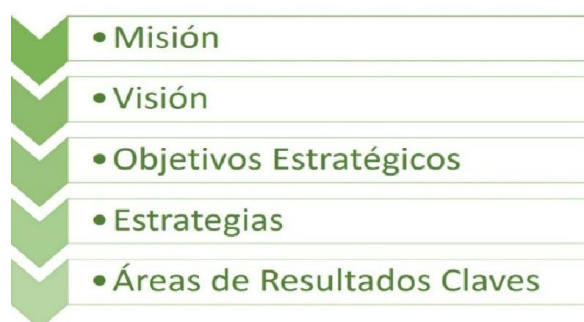 • Misión
• Visión
• Objetivos Estratégicos
• Estrategias
• Áreas de Resultados Claves